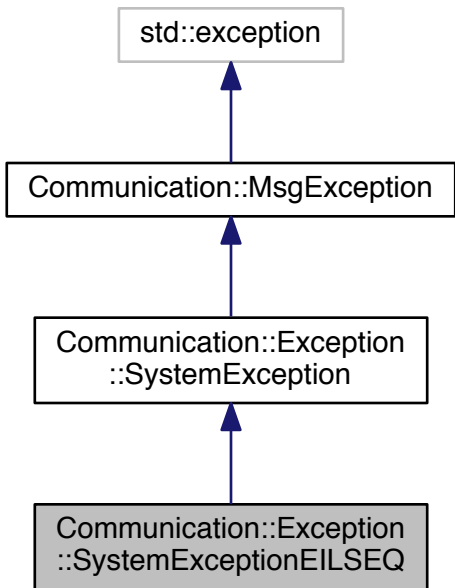 std::exception
Communication::MsgException
Communication::Exception
::SystemException
Communication::Exception
::SystemExceptionEILSEQ